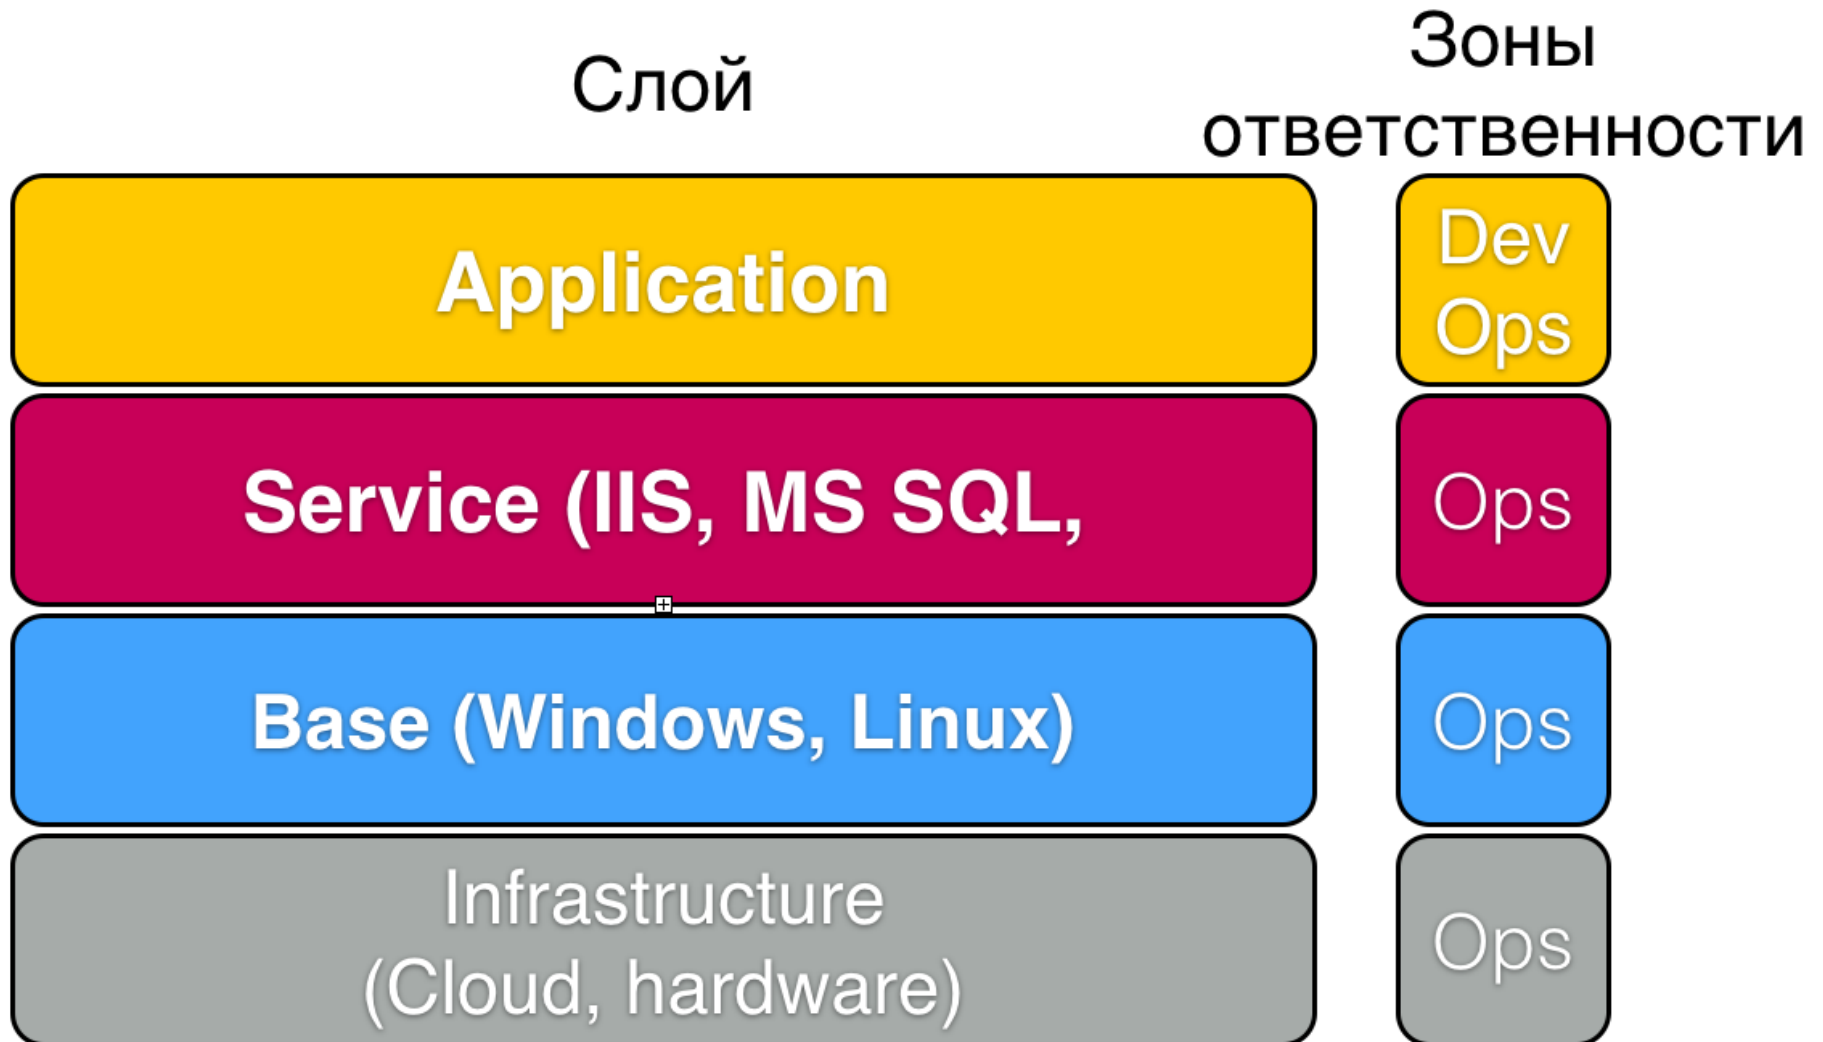 Слой
Зоны
ответственности
Application
Dev
Ops
Service (IIS, MS SQL,
Ops
Base (Windows, Linux)
Ops
Infrastructure
(Cloud, hardware)
Ops